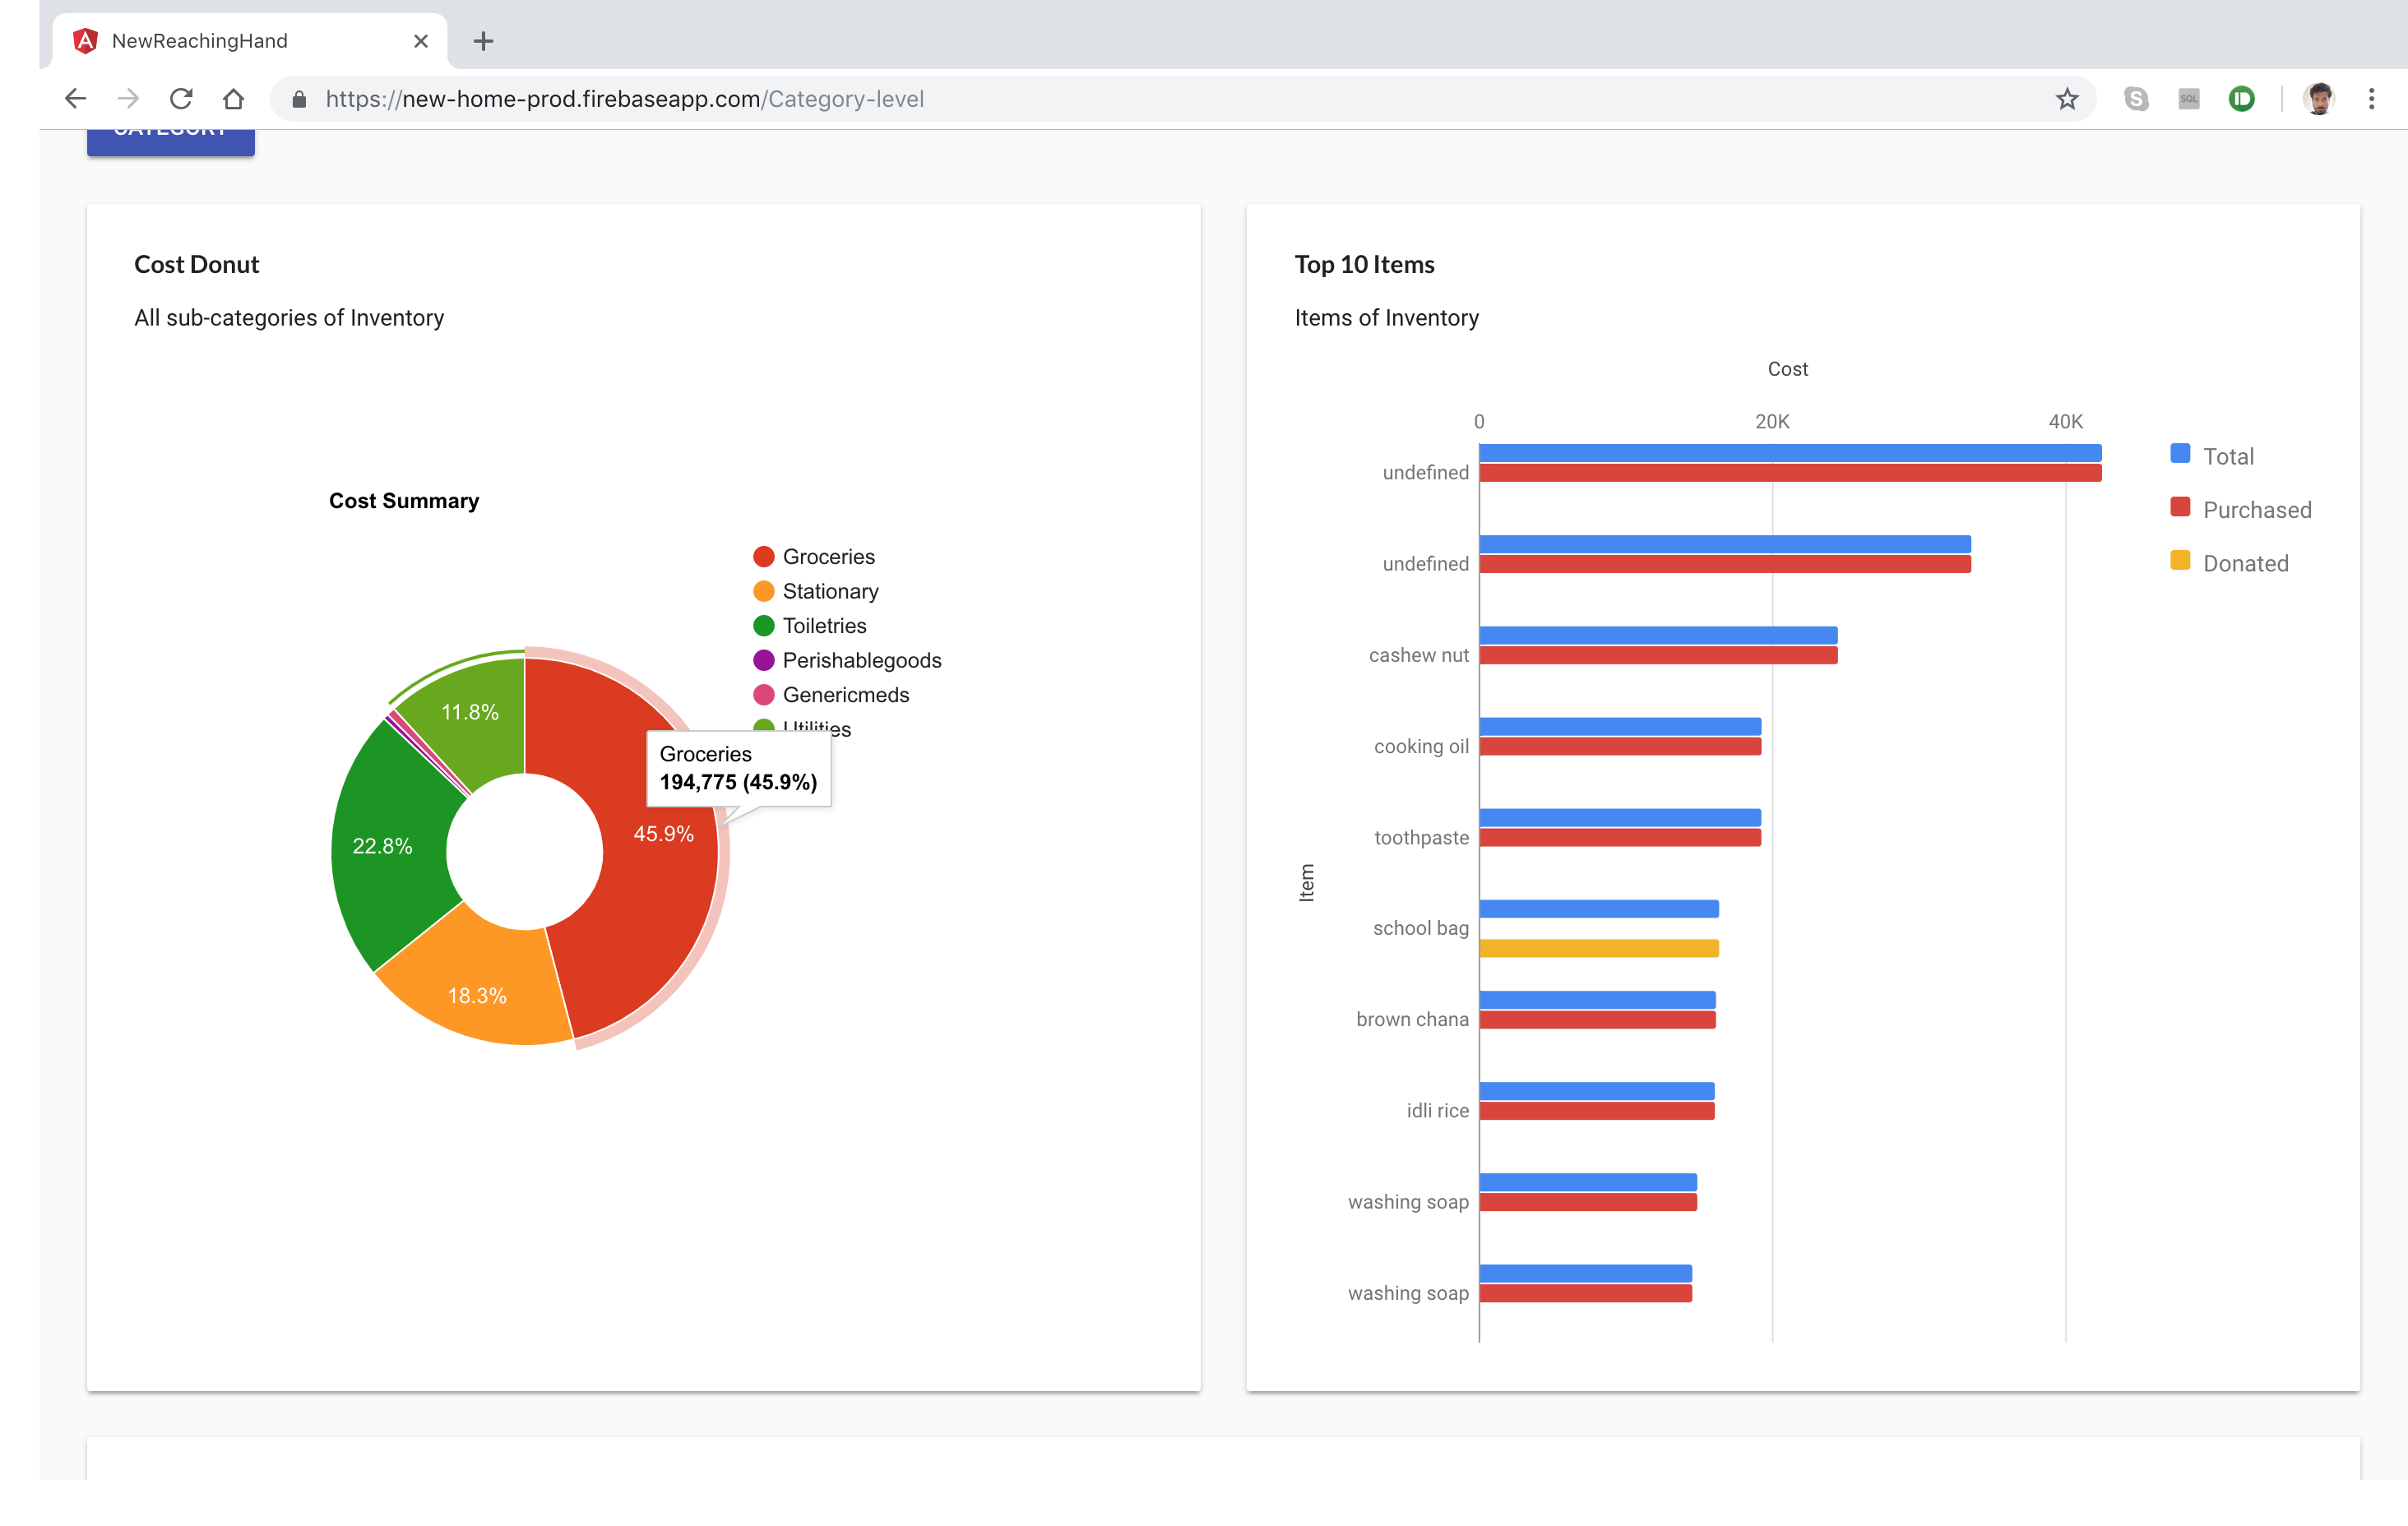 NewReachingHand
https://new-home-prod.firebaseapp.com/Category-level
SQL
CATEGORY
Cost Donut
All sub-categories of Inventory
Cost Summary
Groceries
Stationary
Toiletries
Perishablegoods
Genericmeds
Utilities
Groceries
194,775 (45.9%)
11.8%
45.9%
22.8%
18.3%
Top 10 Items
Items of Inventory
Cost
0 20K 40K
Total
Purchased
Donated
Item
undefined
undefined
cashew nut
cooking oil
toothpaste
school bag
brown chana
idli rice
washing soap
washing soap